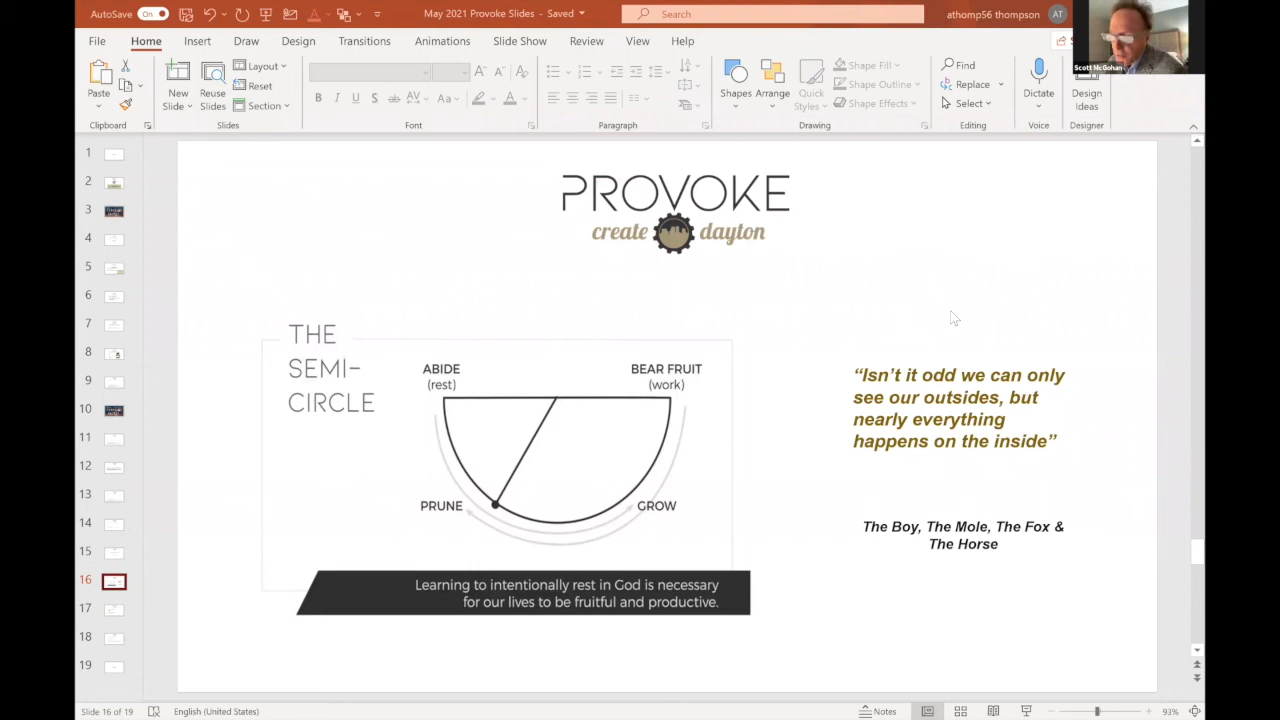 AutoSave On May 2021 Provoke Slides - Saved Search athomp56 thompson AT
File Home Insert Draw Design Transitions Animations Slide Show Review View Help
Scott McGohan
Paste New Slide Reuse Slides Layout Reset Section
B I U S ab AV Aa A
Shapes Arrange Quick Styles Shape Fill Shape Outline Shape Effects
Find Replace Select Dictate Design Ideas
Clipboard Slides Font Paragraph Drawing Editing Voice Designer
1
2
3
4
5
6
7
8
9
10
11
12
13
14
15
16
17
18
19
PROVOKE
create dayton
THE
SEMI-
CIRCLE
ABIDE
(rest)
BEAR FRUIT
(work)
PRUNE
GROW
Learning to intentionally rest in God is necessary
for our lives to be fruitful and productive.
“Isn’t it odd we can only
see our outsides, but
nearly everything
happens on the inside”
The Boy, The Mole, The Fox &
The Horse
Slide 16 of 19 English (United States) Notes 93%